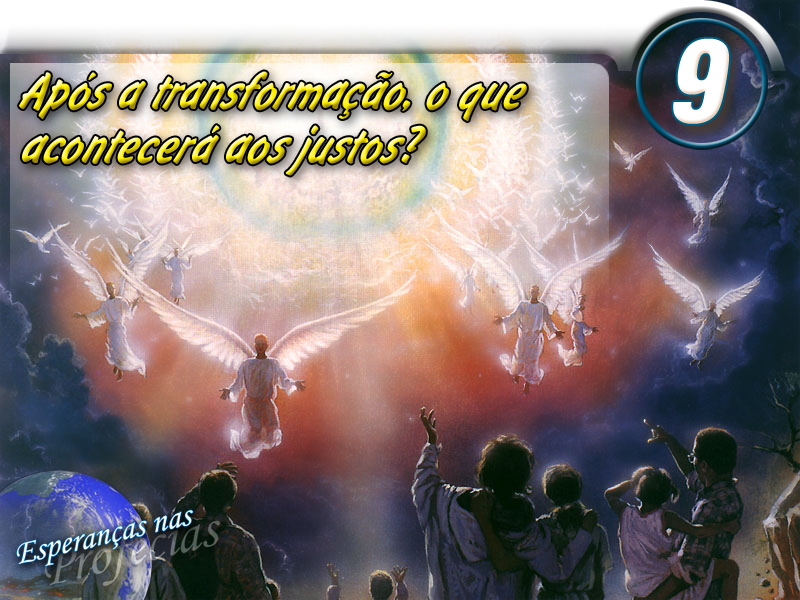 Após a transformação, o que
acontecerá aos justos?
9
Esperanças nas
Profecias